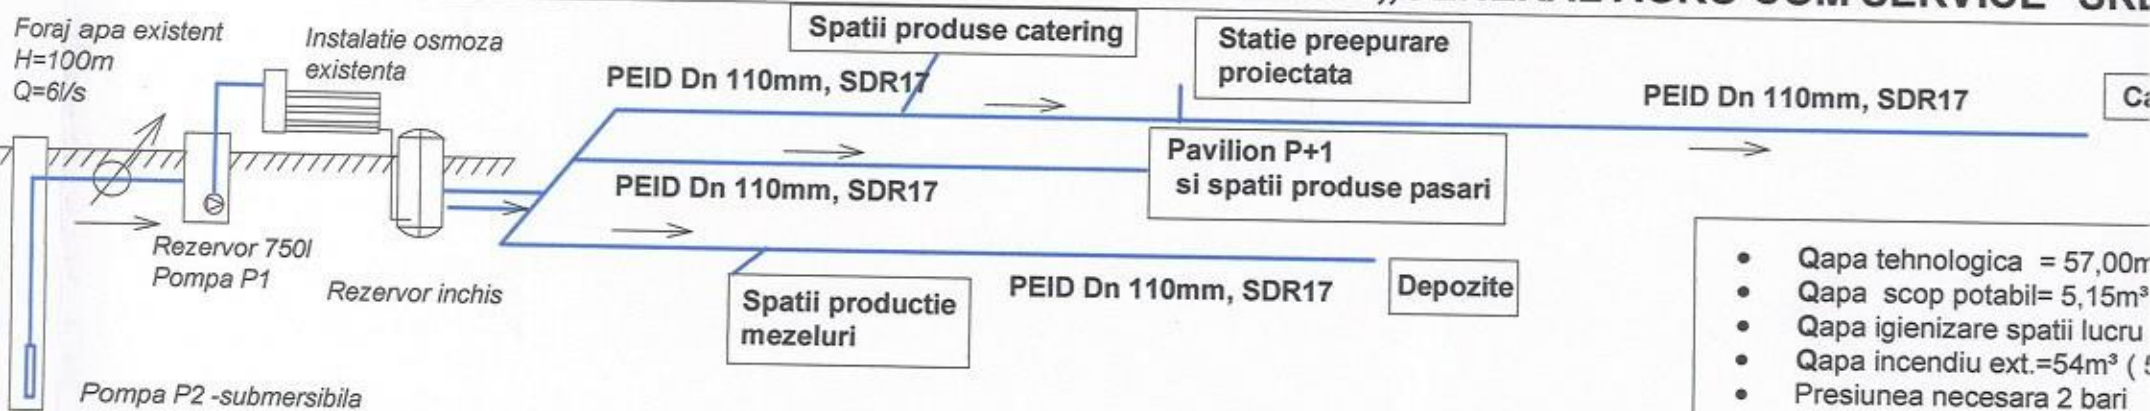 Foraj apa existent
H=100m
Q=6l/s
Instalatie osmoza
existenta
Spatii produse catering
Statie preepurare
proiectata
PEID Dn 110mm, SDR17
PEID Dn 110mm, SDR17
Pavilion P+1
si spatii produse pasari
PEID Dn 110mm, SDR17
Rezervor 750l
Pompa P1
Rezervor inchis
Spatii productie
mezeluri
PEID Dn 110mm, SDR17
Depozite
Pompa P2 -submersibila
• Qapa tehnologica = 57,00m
• Qapa scop potabil= 5,15m³
• Qapa igienizare spatii lucru
• Qapa incendiu ext.=54m³ ( 5
• Presiunea necesara 2 bari